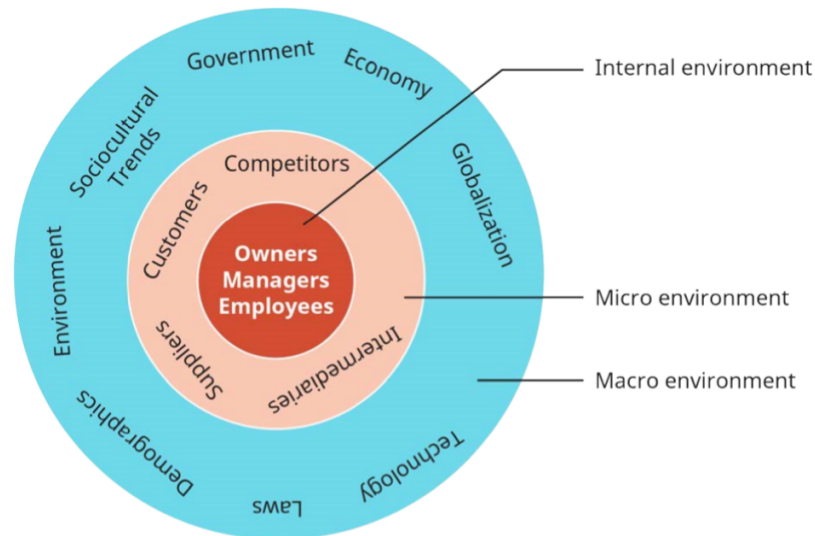 Government
Economy
Sociocultural
Trends
Globalization
Environment
Demographics
Laws
Technology
Competitors
Customers
Suppliers
Intermediaries
Owners
Managers
Employees
Internal environment
Micro environment
Macro environment